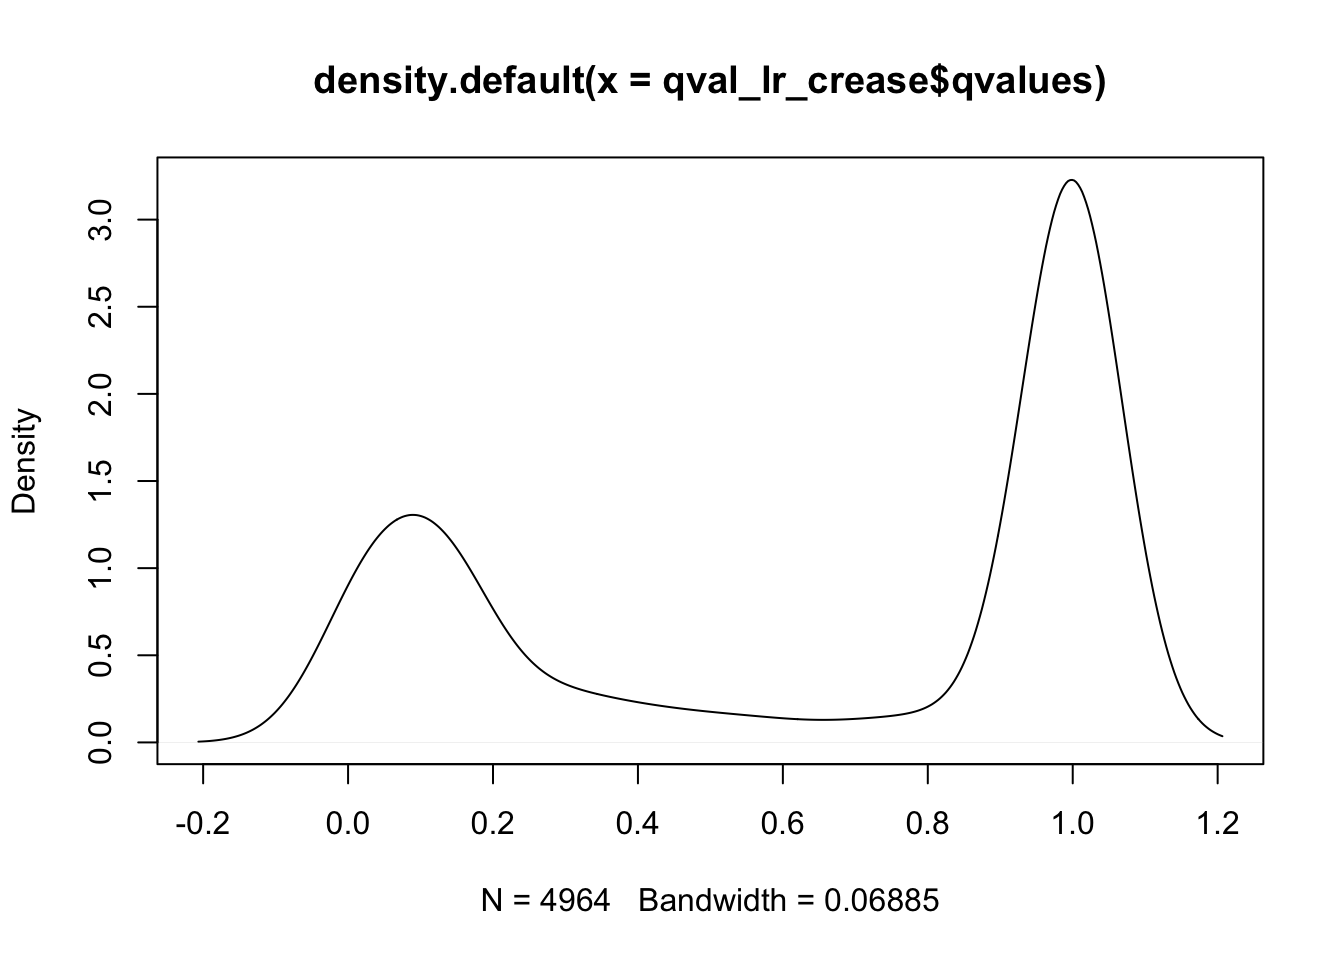 density.default(x = qval_lr_crease$qvalues)
Density
3.0
2.5
2.0
1.5
1.0
0.5
0.0
-0.2 0.0 0.2 0.4 0.6 0.8 1.0 1.2
N = 4964 Bandwidth = 0.06885